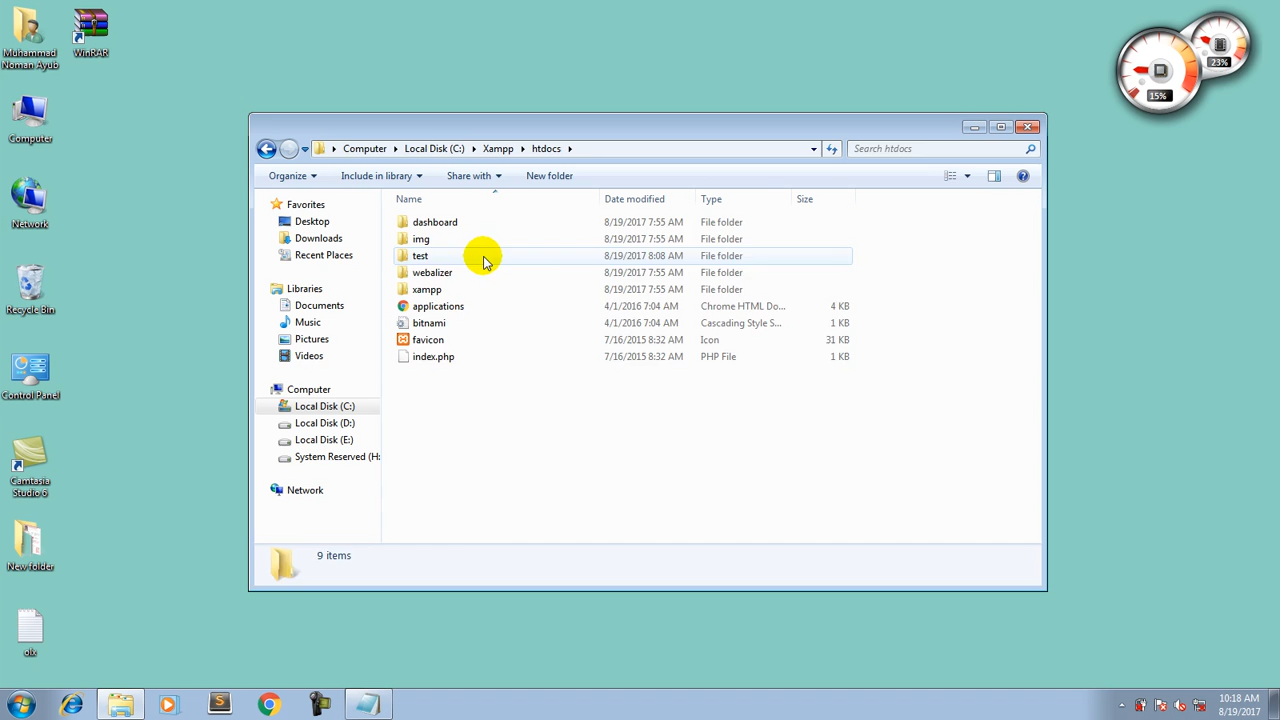 Muhammad
Noman Ayub
WinRAR
Computer
Network
Recycle Bin
Control Panel
Camtasia
Studio 6
New folder
olx
23%
15%
Computer Local Disk (C:) Xampp htdocs
Search htdocs
Organize Include in library Share with New folder
Favorites
Desktop
Downloads
Recent Places
Libraries
Documents
Music
Pictures
Videos
Computer
Local Disk (C:)
Local Disk (D:)
Local Disk (E:)
System Reserved (H:
Network
Name Date modified Type Size
dashboard 8/19/2017 7:55 AM File folder
img 8/19/2017 7:55 AM File folder
test 8/19/2017 8:08 AM File folder
webalizer 8/19/2017 7:55 AM File folder
xampp 8/19/2017 7:55 AM File folder
applications 4/1/2016 7:04 AM Chrome HTML Do... 4 KB
bitnami 4/1/2016 7:04 AM Cascading Style S... 1 KB
favicon 7/16/2015 8:32 AM Icon 31 KB
index.php 7/16/2015 8:32 AM PHP File 1 KB
9 items
10:18 AM
8/19/2017